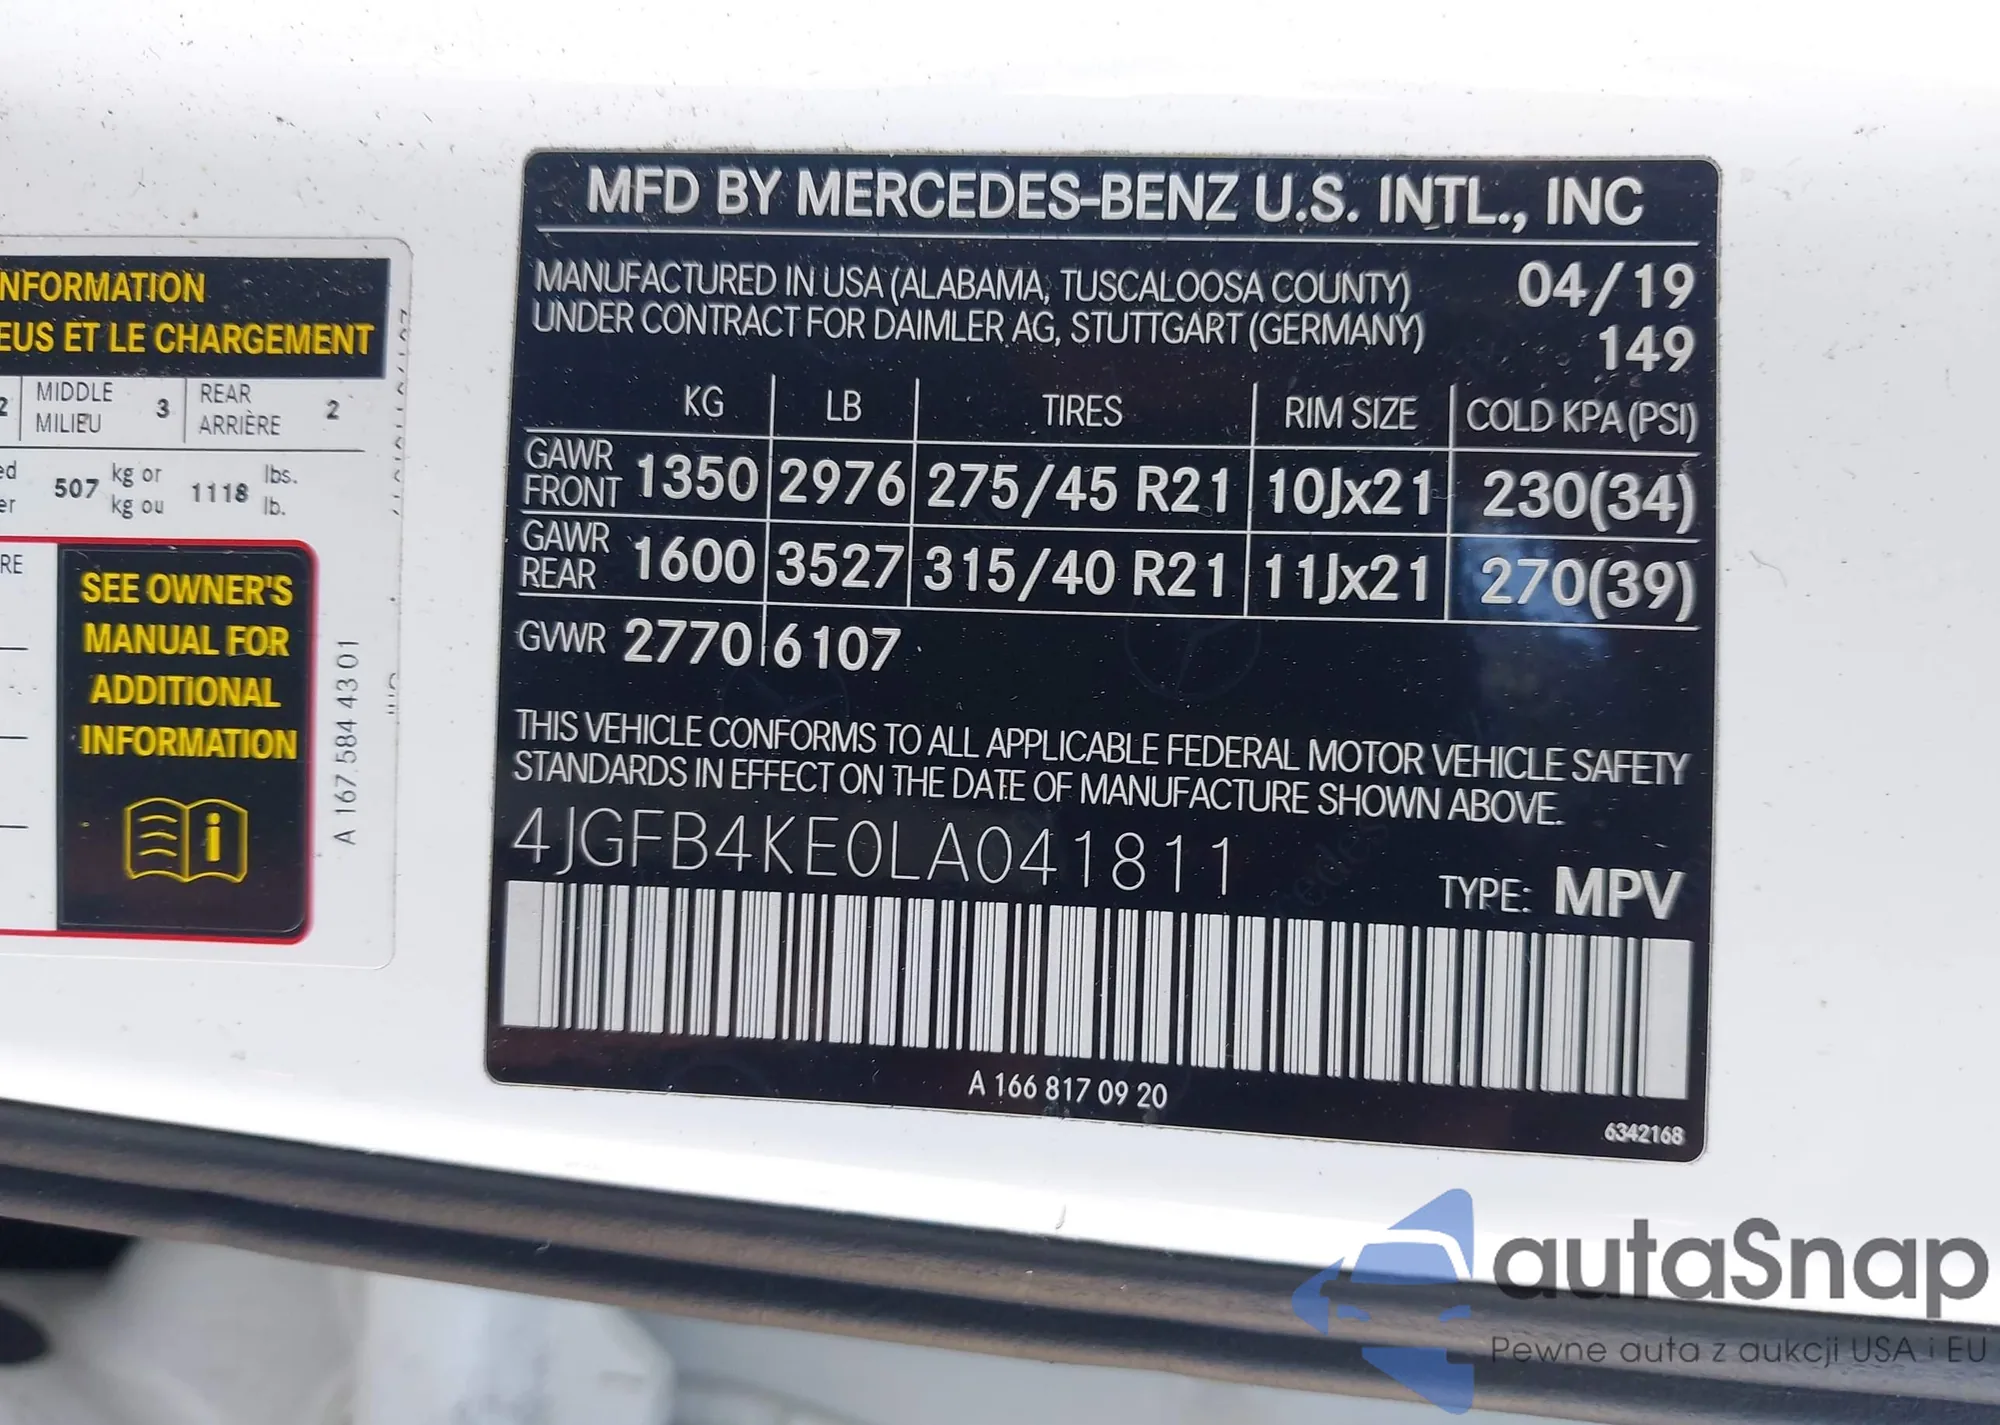 NFORMATION
EUS ET LE CHARGEMENT
2 MIDDLE MILIEU 3 REAR ARRIÈRE 2
507 kg or 1118 lbs.
kg ou lb.
RE
SEE OWNER'S
MANUAL FOR
ADDITIONAL
INFORMATION
A 167 584 43 01
MFD BY MERCEDES-BENZ U.S. INTL., INC
MANUFACTURED IN USA (ALABAMA, TUSCALOOSA COUNTY) 04/19
UNDER CONTRACT FOR DAIMLER AG, STUTTGART (GERMANY) 149
KG LB TIRES RIM SIZE COLD KPA (PSI)
GAWR FRONT 1350 2976 275/45 R21 10Jx21 230(34)
GAWR REAR 1600 3527 315/40 R21 11Jx21 270(39)
GVWR 2770 6107
THIS VEHICLE CONFORMS TO ALL APPLICABLE FEDERAL MOTOR VEHICLE SAFETY
STANDARDS IN EFFECT ON THE DATE OF MANUFACTURE SHOWN ABOVE.
4JGFB4KE0LA041811
TYPE: MPV
A 166 817 09 20
6342168
autaSnap
Pewne auta z aukcji USA i EU